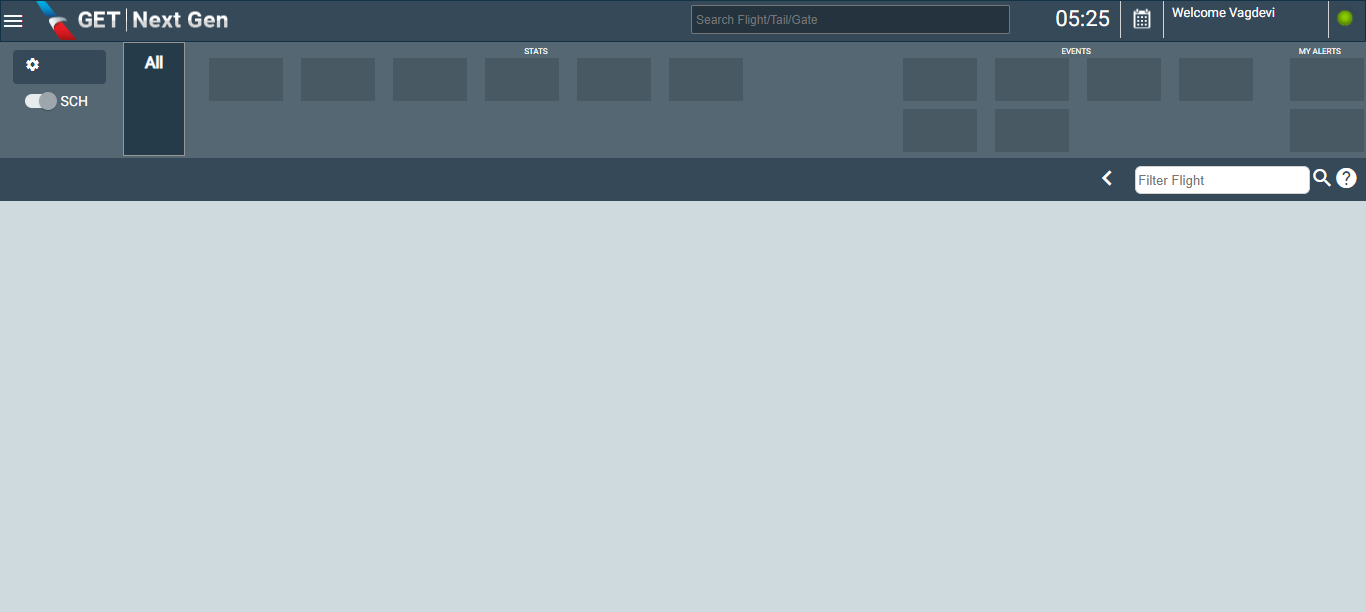 GET | Next Gen
Search Flight/Tail/Gate
05:25
Welcome Vagdevi
SCH
All
STATS
EVENTS
MY ALERTS
Filter Flight
?